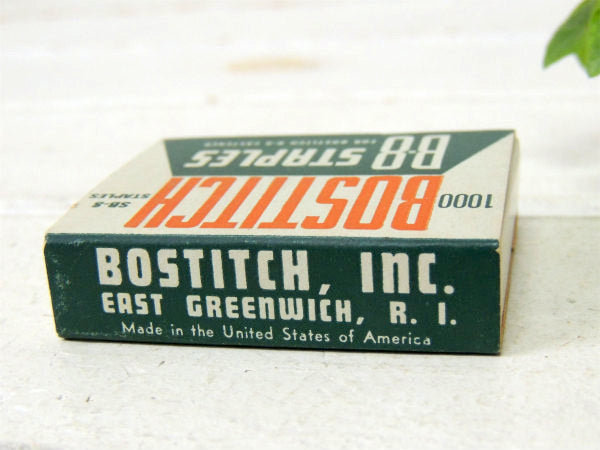 B-8 STAPLES
FOR BOSTITCH B-8 FASTENER
1000 BOSTITCH SB-8 STAPLES
BOSTITCH, INC.
EAST GREENWICH, R. I.
Made in the United States of America